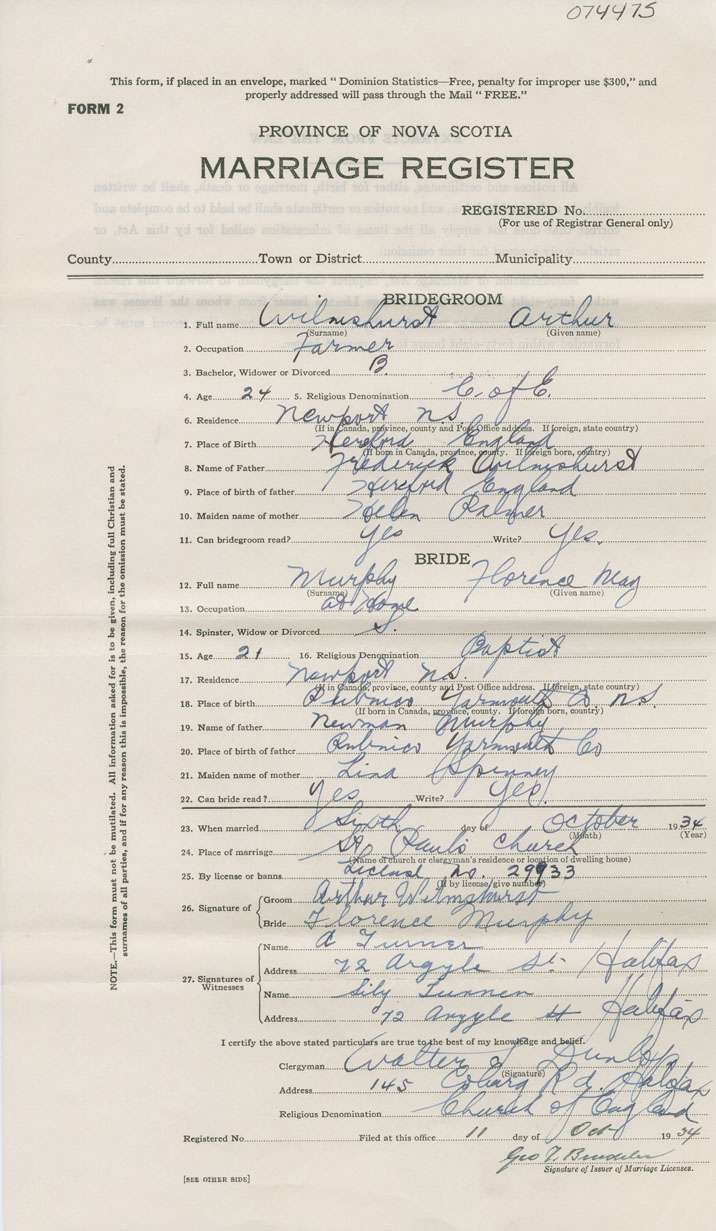 074475
This form, if placed in an envelope, marked "Dominion Statistics—Free, penalty for improper use $300," and
properly addressed will pass through the Mail "FREE."
FORM 2
PROVINCE OF NOVA SCOTIA
MARRIAGE REGISTER
REGISTERED No.
(For use of Registrar General only)
County Town or District Municipality
BRIDEGROOM
1. Full name Wilmshurst Arthur
(Surname) (Given name)
2. Occupation Farmer
3. Bachelor, Widower or Divorced B
4. Age 24 5. Religious Denomination C. of E.
6. Residence Newport N.S.
(If in Canada, province, county and Post Office address. If foreign, state country)
7. Place of Birth Hereford England
(If born in Canada, province, county. If foreign born, country)
8. Name of Father Frederick Wilmshurst
9. Place of birth of father Hereford England
10. Maiden name of mother Helen Palmer
11. Can bridegroom read? Yes Write? Yes.
BRIDE
12. Full name Murphy Florence May
(Surname) (Given name)
13. Occupation at Home
14. Spinster, Widow or Divorced S.
15. Age 21 16. Religious Denomination Baptist
17. Residence Newport N.S.
(If in Canada, province, county and Post Office address. If foreign, state country)
18. Place of birth Pubnico Yarmouth Co. N.S.
(If born in Canada, province, county. If foreign born, country)
19. Name of father Newman Murphy
20. Place of birth of father Pubnico Yarmouth Co
21. Maiden name of mother Lina Spinney
22. Can bride read? Yes Write? Yes
23. When married Sixth day of October 1934
(Month) (Year)
24. Place of marriage St Paul's Church
(Name of church or clergyman's residence or location of dwelling house)
25. By license or banns License No. 29933
(If by license/give number)
26. Signature of Groom Arthur Wilmshurst
Bride Florence Murphy
27. Signatures of Witnesses
Name A Turner
Address 72 Argyle St. Halifax
Name Lily Turner
Address 72 Argyle St Halifax
I certify the above stated particulars are true to the best of my knowledge and belief.
Clergyman Walter Dunlop
(Signature)
Address 145 Coburg Rd. Halifax
Religious Denomination Church of England
Registered No. Filed at this office 11 day of Oct 1934
Geo T.
Signature of Issuer of Marriage Licenses.
[SEE OTHER SIDE]
NOTE.—This form must not be mutilated. All information asked for is to be given, including full Christian and
surnames of all parties, and if for any reason this is impossible, the reason for the omission must be stated.